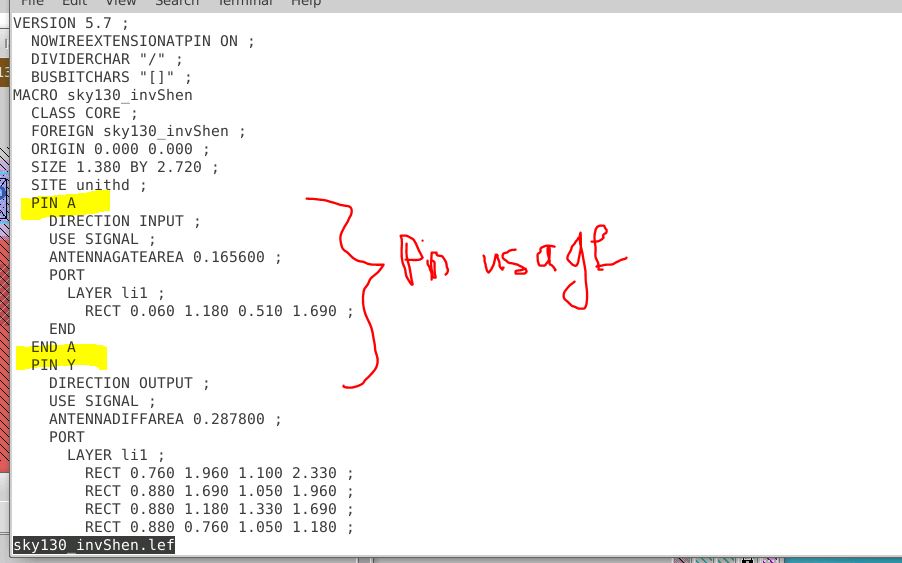 File Edit View Search Terminal Help
VERSION 5.7 ;
NOWIREEXTENSIONATPIN ON ;
DIVIDERCHAR "/" ;
BUSBITCHARS "[]" ;
MACRO sky130_invShen
CLASS CORE ;
FOREIGN sky130_invShen ;
ORIGIN 0.000 0.000 ;
SIZE 1.380 BY 2.720 ;
SITE unithd ;
PIN A
DIRECTION INPUT ;
USE SIGNAL ;
ANTENNAGATEAREA 0.165600 ;
PORT
LAYER li1 ;
RECT 0.060 1.180 0.510 1.690 ;
END
END A
PIN Y
DIRECTION OUTPUT ;
USE SIGNAL ;
ANTENNADIFFAREA 0.287800 ;
PORT
LAYER li1 ;
RECT 0.760 1.960 1.100 2.330 ;
RECT 0.880 1.690 1.050 1.960 ;
RECT 0.880 1.180 1.330 1.690 ;
RECT 0.880 0.760 1.050 1.180 ;
sky130_invShen.lef
Pin usage